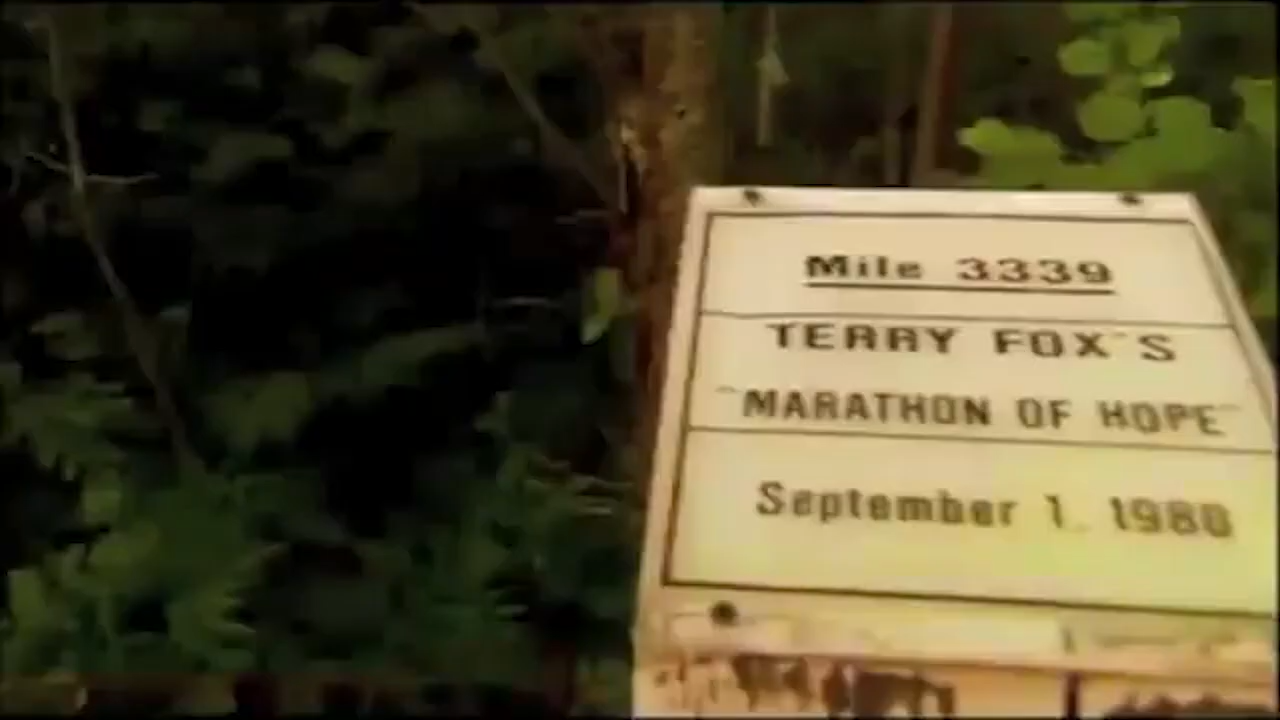 Mile 3339
TERRY FOX'S
"MARATHON OF HOPE"
September 1, 1980